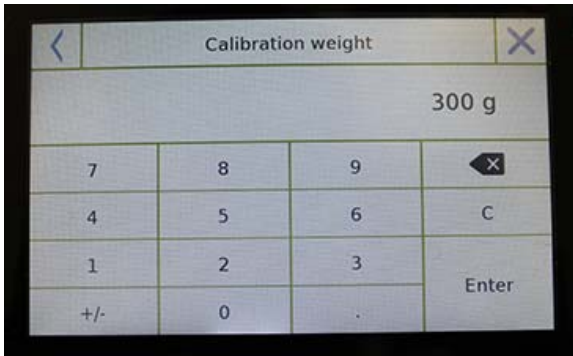 Calibration weight
300 g
7 8 9
4 5 6 C
1 2 3
Enter
+/- 0 .